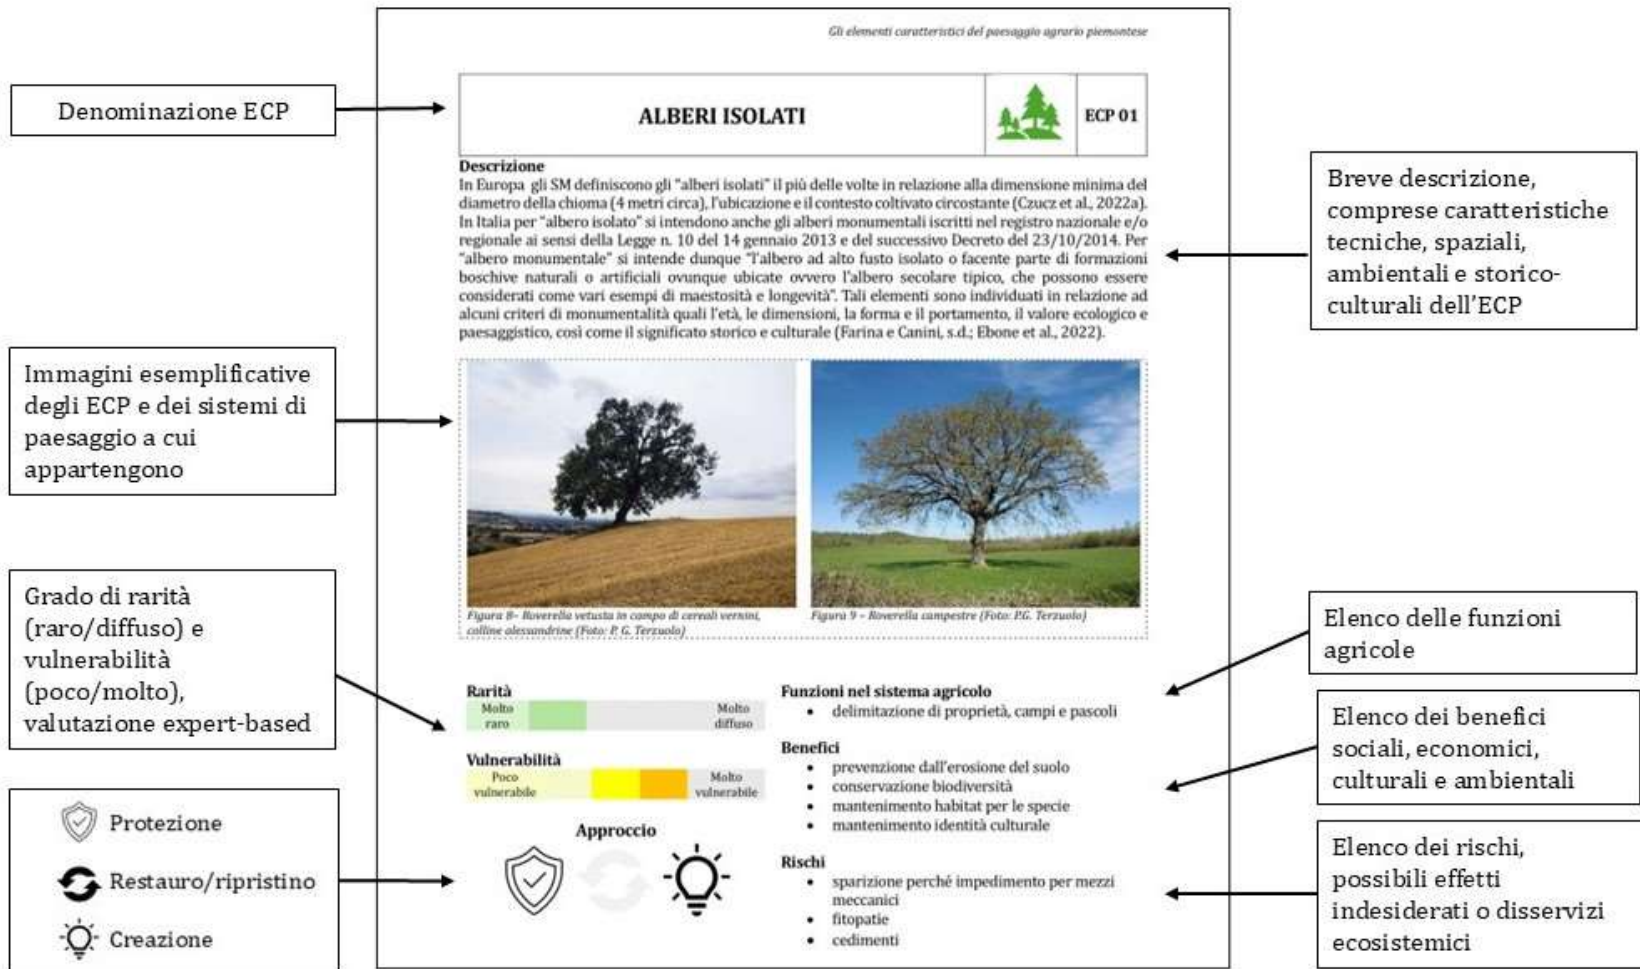 Gli elementi caratteristici del paesaggio agrario piemontese
Denominazione ECP
ALBERI ISOLATI
ECP 01
Descrizione
In Europa gli SM definiscono gli "alberi isolati" il più delle volte in relazione alla dimensione minima del
diametro della chioma (4 metri circa), l'ubicazione e il contesto coltivato circostante (Czucz et al., 2022a).
In Italia per "albero isolato" si intendono anche gli alberi monumentali iscritti nel registro nazionale e/o
regionale ai sensi della Legge n. 10 del 14 gennaio 2013 e del successivo Decreto del 23/10/2014. Per
"albero monumentale" si intende dunque "l'albero ad alto fusto isolato o facente parte di formazioni
boschive naturali o artificiali ovunque ubicate ovvero l'albero secolare tipico, che possono essere
considerati come vari esempi di maestosità e longevità". Tali elementi sono individuati in relazione ad
alcuni criteri di monumentalità quali l'età, le dimensioni, la forma e il portamento, il valore ecologico e
paesaggistico, così come il significato storico e culturale (Farina e Canini, s.d.; Ebone et al., 2022).
Breve descrizione,
comprese caratteristiche
tecniche, spaziali,
ambientali e storico-
culturali dell'ECP
Immagini esemplificative
degli ECP e dei sistemi di
paesaggio a cui
appartengono
Figura 8– Roverella vetusta in campo di cereali vernini,
colline alessandrine (Foto: P. G. Terzuolo)
Figura 9 – Roverella campestre (Foto: P.G. Terzuolo)
Grado di rarità
(raro/diffuso) e
vulnerabilità
(poco/molto),
valutazione expert-based
Rarità
Molto
raro
Molto
diffuso
Vulnerabilità
Poco
vulnerabile
Molto
vulnerabile
Approccio
Protezione
Restauro/ripristino
Creazione
Funzioni nel sistema agricolo
• delimitazione di proprietà, campi e pascoli
Benefici
• prevenzione dall'erosione del suolo
• conservazione biodiversità
• mantenimento habitat per le specie
• mantenimento identità culturale
Rischi
• sparizione perché impedimento per mezzi
meccanici
• fitopatie
• cedimenti
Elenco delle funzioni
agricole
Elenco dei benefici
sociali, economici,
culturali e ambientali
Elenco dei rischi,
possibili effetti
indesiderati o disservizi
ecosistemici